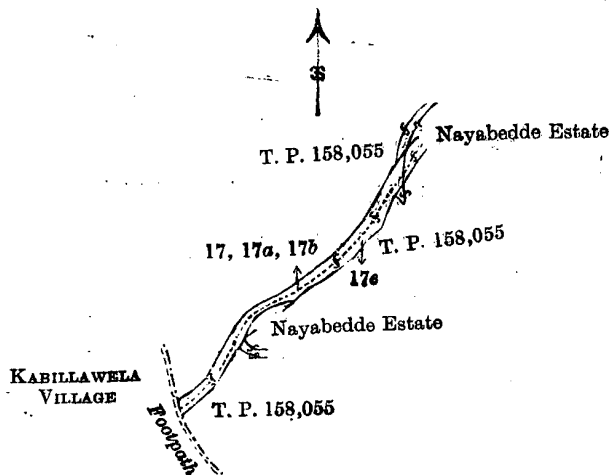 Nayabedde Estate
T. P. 158,055
T. P. 158,055
17, 17a, 17b
17c
Nayabedde Estate
KABILLAWELA
VILLAGE
T. P. 158,055
Footpath